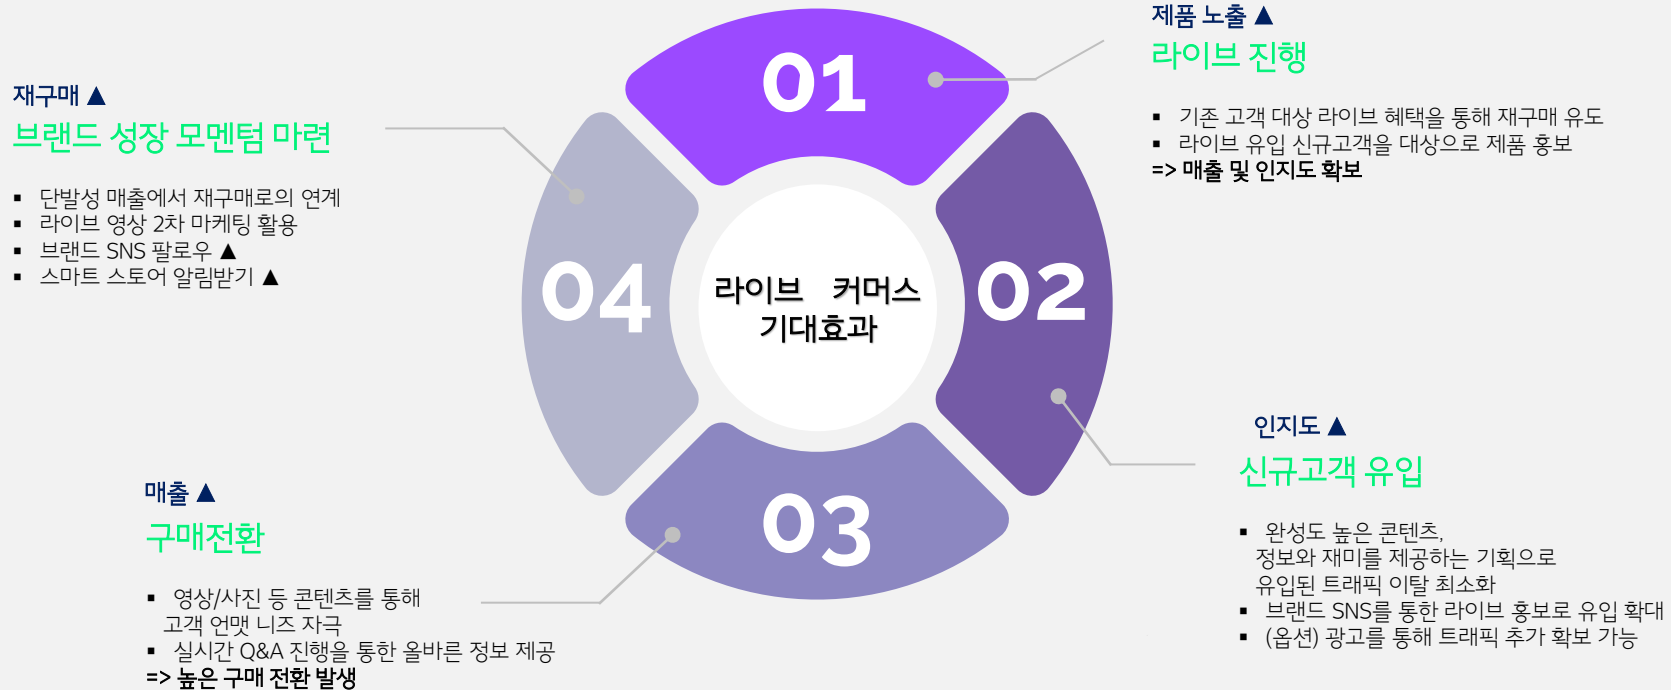 01
제품 노출 ▲
라이브 진행
▪ 기존 고객 대상 라이브 혜택을 통해 재구매 유도
▪ 라이브 유입 신규고객을 대상으로 제품 홍보
=> 매출 및 인지도 확보
02
인지도 ▲
신규고객 유입
▪ 완성도 높은 콘텐츠,
정보와 재미를 제공하는 기획으로
유입된 트래픽 이탈 최소화
▪ 브랜드 SNS를 통한 라이브 홍보로 유입 확대
▪ (옵션) 광고를 통해 트래픽 추가 확보 가능
03
매출 ▲
구매전환
▪ 영상/사진 등 콘텐츠를 통해
고객 언맷 니즈 자극
▪ 실시간 Q&A 진행을 통한 올바른 정보 제공
=> 높은 구매 전환 발생
04
재구매 ▲
브랜드 성장 모멘텀 마련
▪ 단발성 매출에서 재구매로의 연계
▪ 라이브 영상 2차 마케팅 활용
▪ 브랜드 SNS 팔로우 ▲
▪ 스마트 스토어 알림받기 ▲
라이브 커머스
기대효과